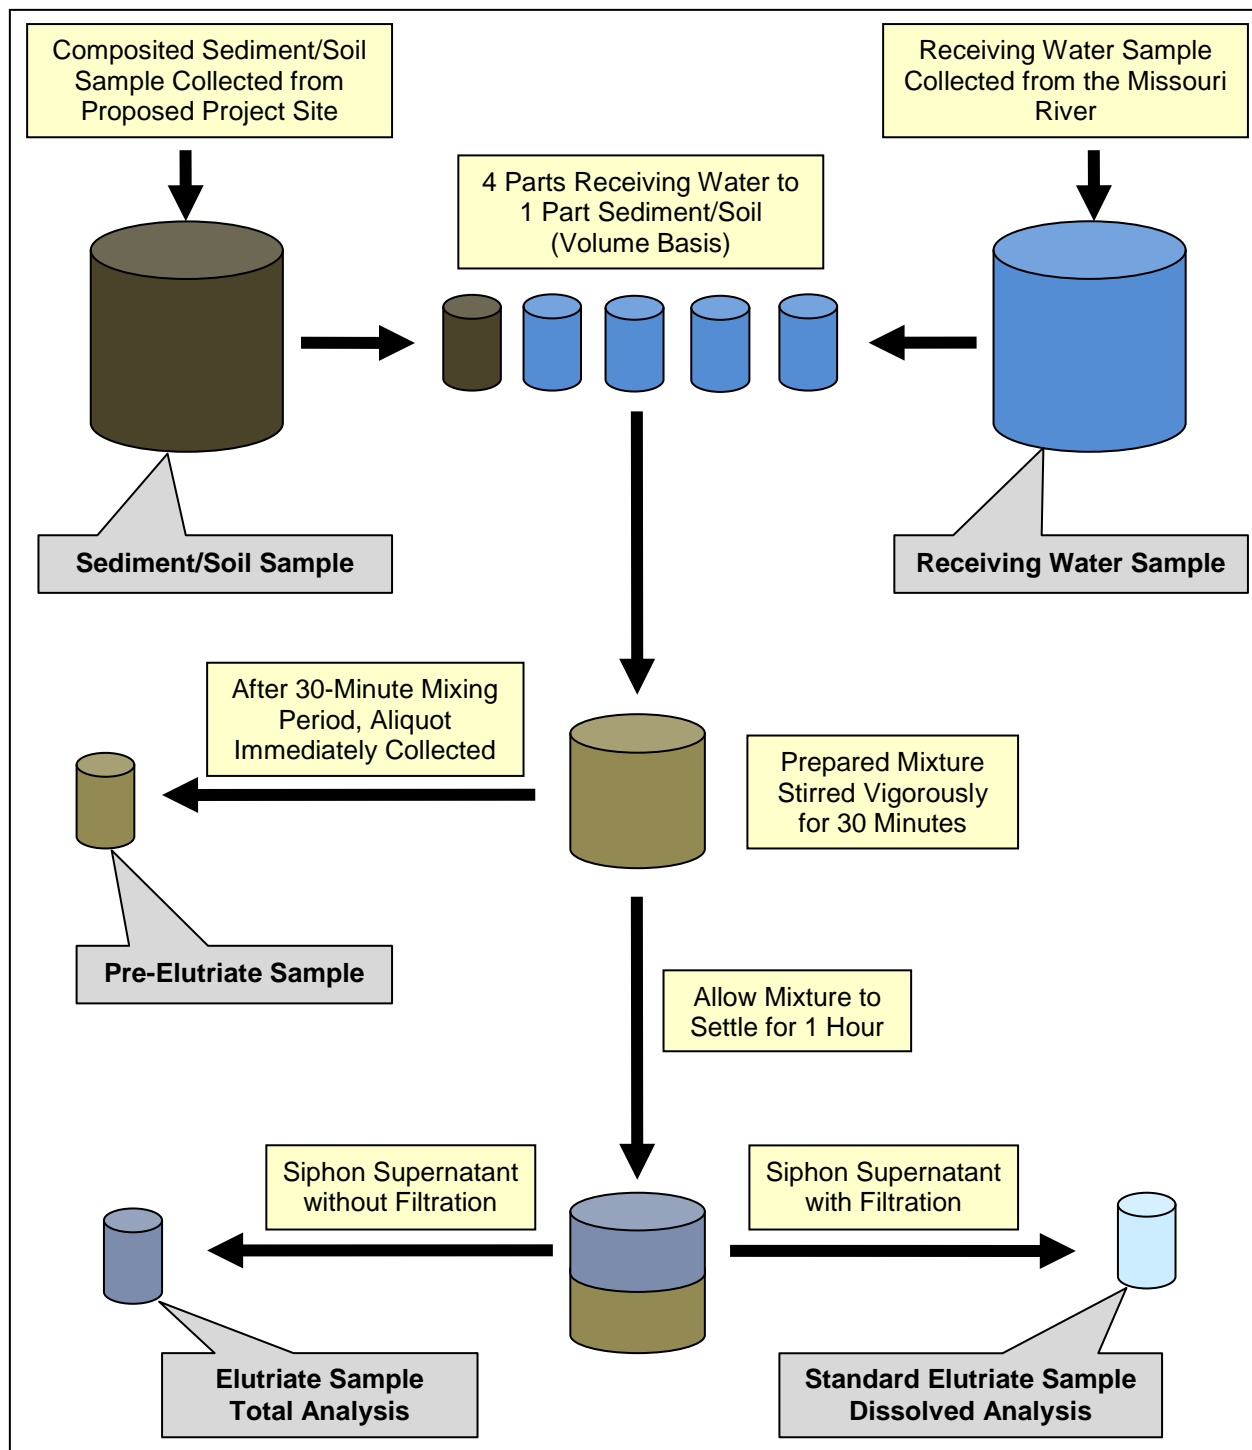 Composited Sediment/Soil
Sample Collected from
Proposed Project Site
Receiving Water Sample
Collected from the Missouri
River
4 Parts Receiving Water to
1 Part Sediment/Soil
(Volume Basis)
Sediment/Soil Sample
Receiving Water Sample
After 30-Minute Mixing
Period, Aliquot
Immediately Collected
Prepared Mixture
Stirred Vigorously
for 30 Minutes
Pre-Elutriate Sample
Allow Mixture to
Settle for 1 Hour
Siphon Supernatant
without Filtration
Siphon Supernatant
with Filtration
Elutriate Sample
Total Analysis
Standard Elutriate Sample
Dissolved Analysis